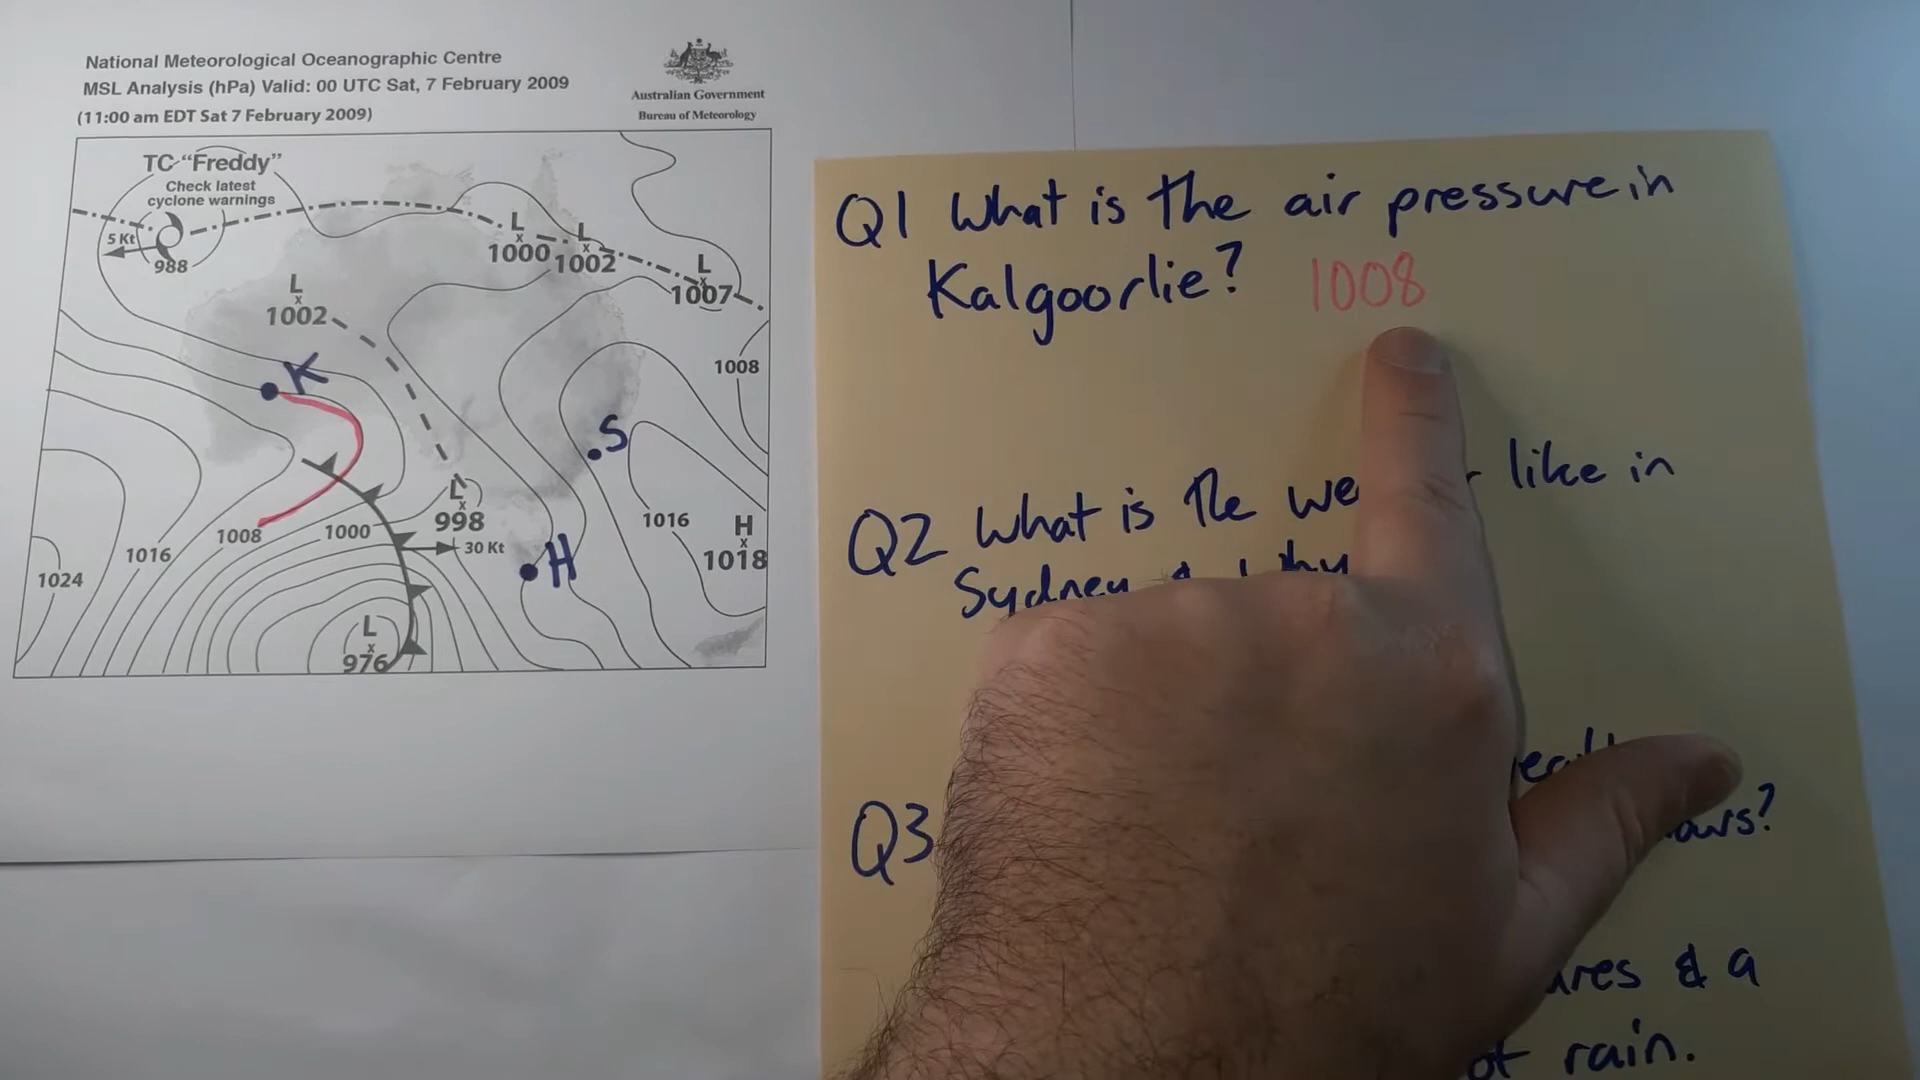 National Meteorological Oceanographic Centre
MSL Analysis (hPa) Valid: 00 UTC Sat, 7 February 2009
(11:00 am EDT Sat 7 February 2009)
Australian Government
Bureau of Meteorology
TC "Freddy"
Check latest
cyclone warnings
5 Kt
988
L
x
1000
L
x
1002
L
x
1007
L
x
1002
1008
K
S
L
x
998
1016
H
x
1018
1008
1000
30 Kt
H
1016
1024
L
x
976
Q1 What is the air pressure in
Kalgoorlie? 1008
Q2 What is the like in
Sydney
Q3
& a
rain.